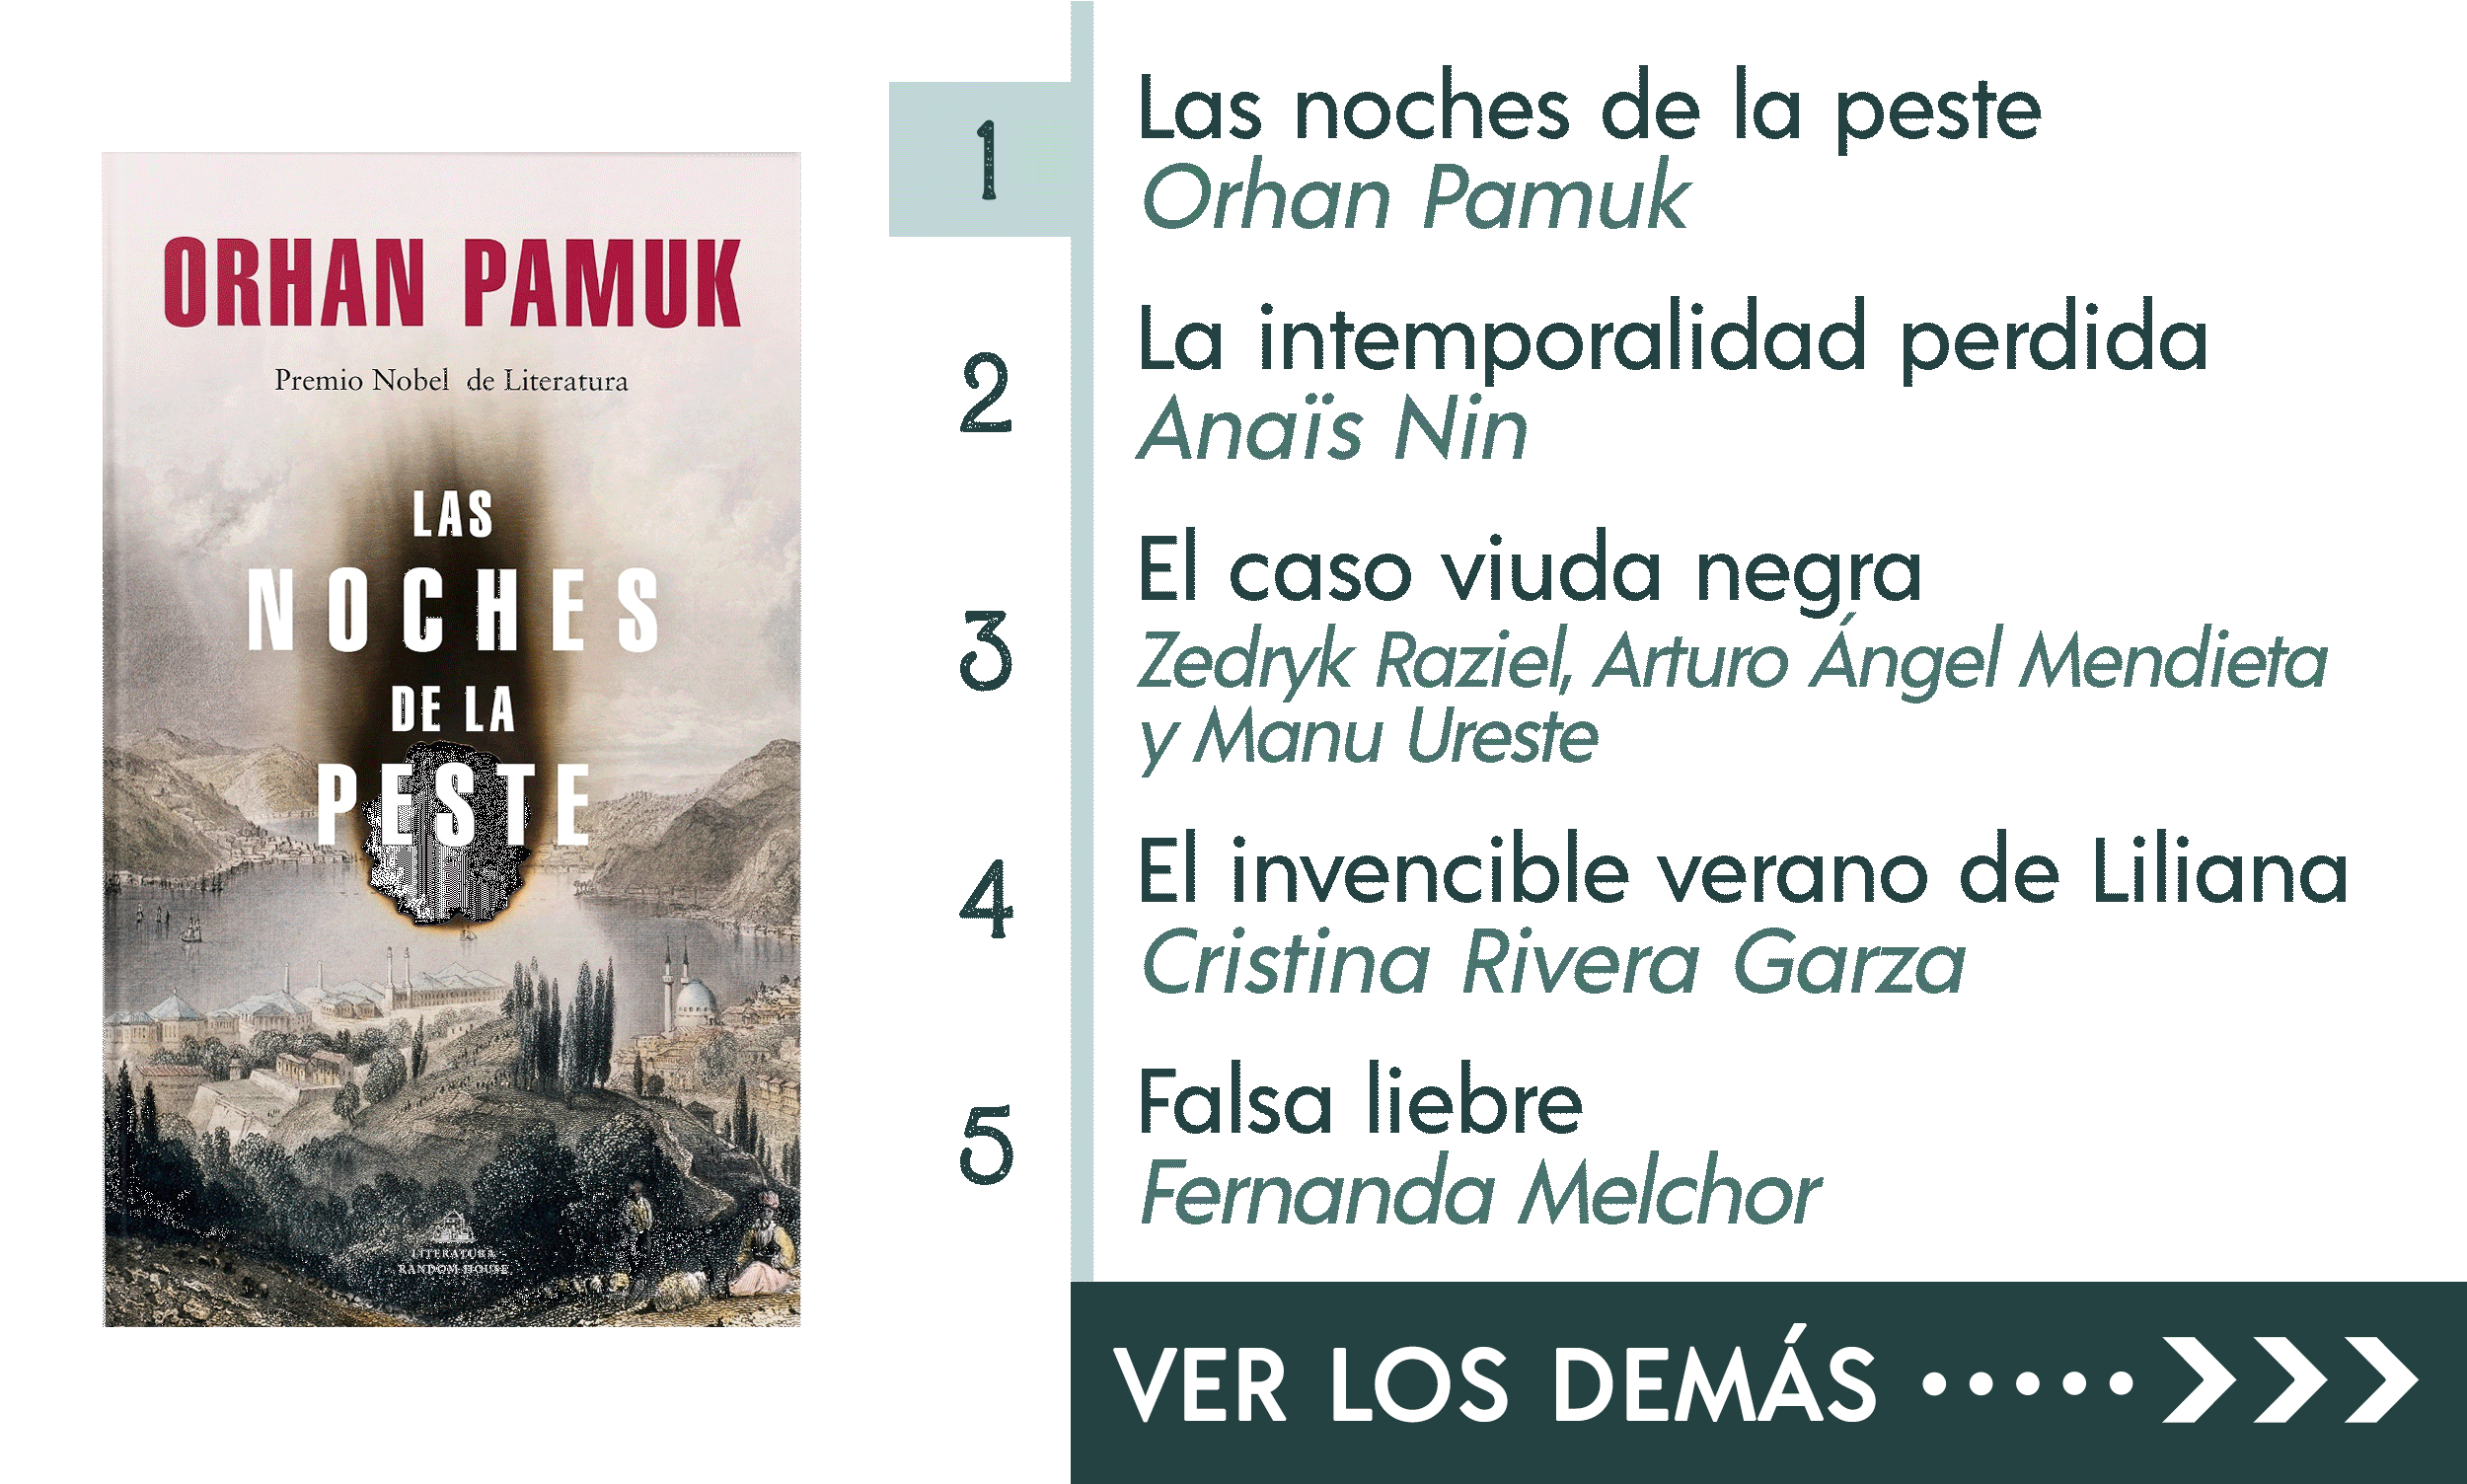 ORHAN PAMUK
Premio Nobel de Literatura
LAS
NOCHES
DE LA
PESTE
LITERATURA
RANDOM HOUSE
1
Las noches de la peste
Orhan Pamuk
2
La intemporalidad perdida
Anaïs Nin
3
El caso viuda negra
Zedryk Raziel, Arturo Ángel Mendieta
y Manu Ureste
4
El invencible verano de Liliana
Cristina Rivera Garza
5
Falsa liebre
Fernanda Melchor
VER LOS DEMÁS